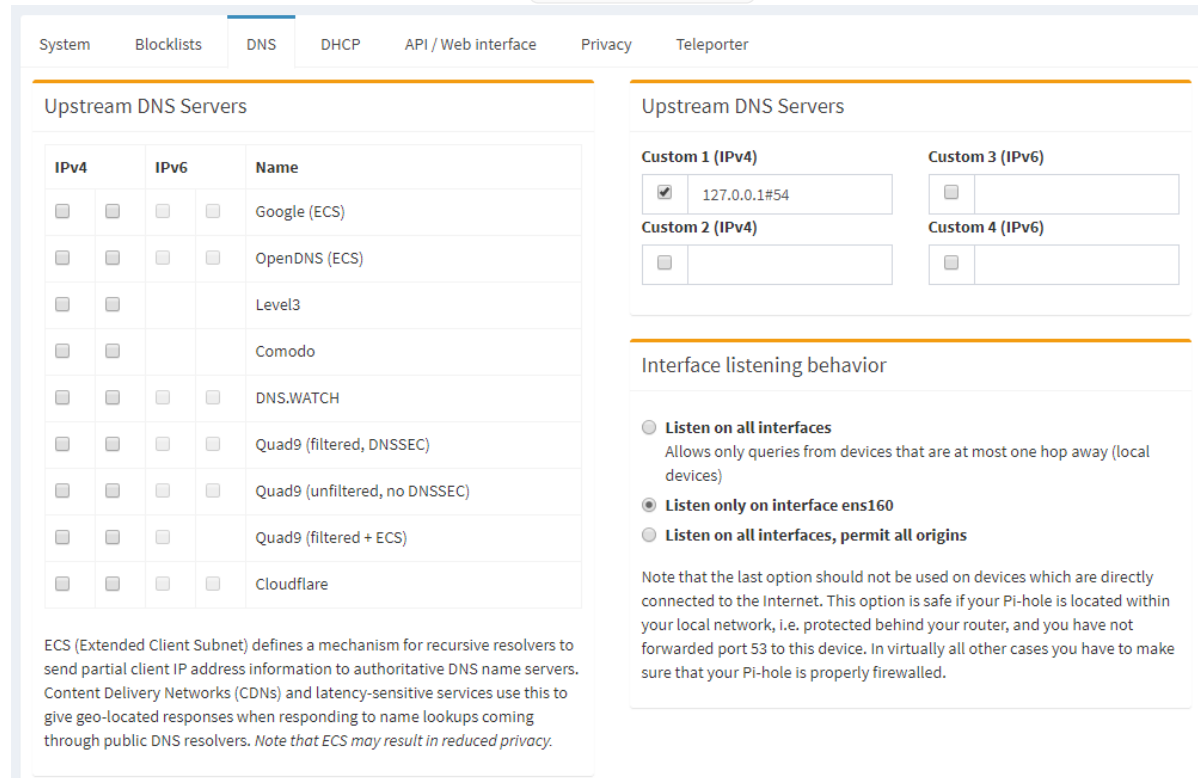 System Blocklists DNS DHCP API / Web interface Privacy Teleporter
Upstream DNS Servers
IPv4 IPv6 Name
Google (ECS)
OpenDNS (ECS)
Level3
Comodo
DNS.WATCH
Quad9 (filtered, DNSSEC)
Quad9 (unfiltered, no DNSSEC)
Quad9 (filtered + ECS)
Cloudflare
ECS (Extended Client Subnet) defines a mechanism for recursive resolvers to
send partial client IP address information to authoritative DNS name servers.
Content Delivery Networks (CDNs) and latency-sensitive services use this to
give geo-located responses when responding to name lookups coming
through public DNS resolvers. Note that ECS may result in reduced privacy.
Upstream DNS Servers
Custom 1 (IPv4) Custom 3 (IPv6)
127.0.0.1#54
Custom 2 (IPv4) Custom 4 (IPv6)
Interface listening behavior
Listen on all interfaces
Allows only queries from devices that are at most one hop away (local
devices)
Listen only on interface ens160
Listen on all interfaces, permit all origins
Note that the last option should not be used on devices which are directly
connected to the Internet. This option is safe if your Pi-hole is located within
your local network, i.e. protected behind your router, and you have not
forwarded port 53 to this device. In virtually all other cases you have to make
sure that your Pi-hole is properly firewalled.